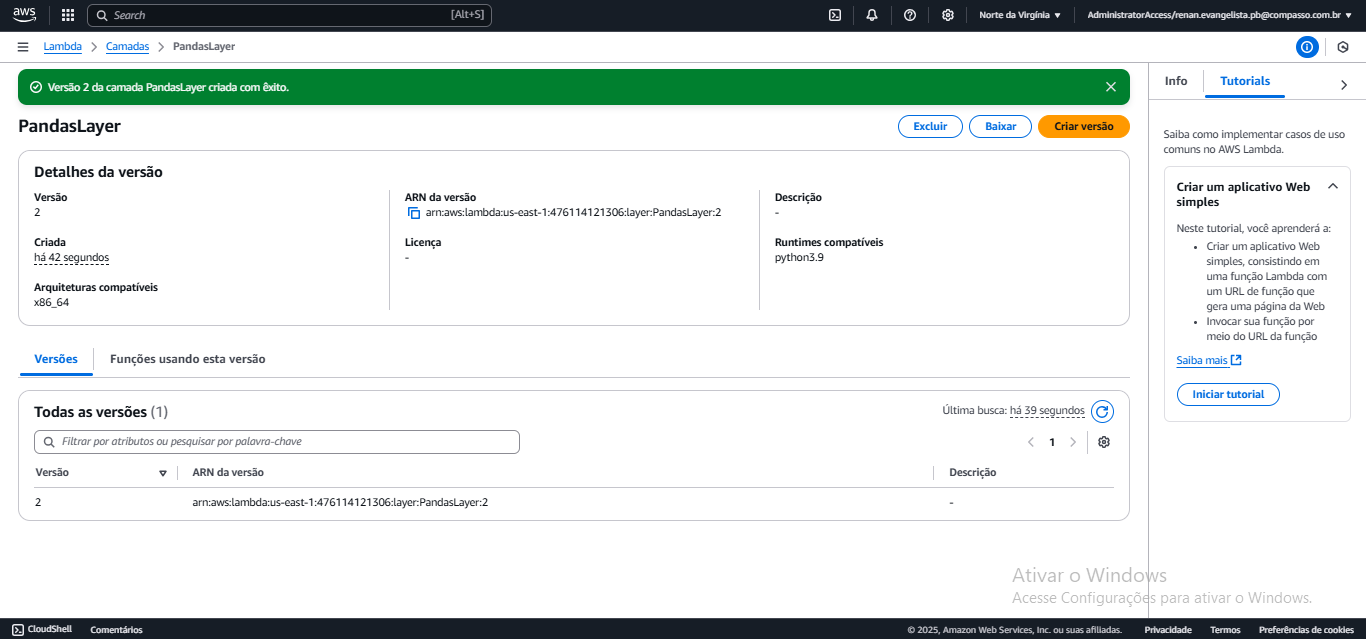 aws
Search
[Alt+S]
Norte da Virgínia
AdministratorAccess/renan.evangelista.pb@compasso.com.br
Lambda
Camadas
PandasLayer
Versão 2 da camada PandasLayer criada com êxito.
PandasLayer
Excluir
Baixar
Criar versão
Detalhes da versão
Versão
2
Criada
há 42 segundos
Arquiteturas compatíveis
x86_64
ARN da versão
arn:aws:lambda:us-east-1:476114121306:layer:PandasLayer:2
Licença
-
Descrição
-
Runtimes compatíveis
python3.9
Versões
Funções usando esta versão
Todas as versões (1)
Última busca: há 39 segundos
Filtrar por atributos ou pesquisar por palavra-chave
1
Versão
ARN da versão
Descrição
2
arn:aws:lambda:us-east-1:476114121306:layer:PandasLayer:2
-
Info
Tutorials
Saiba como implementar casos de uso
comuns no AWS Lambda.
Criar um aplicativo Web
simples
Neste tutorial, você aprenderá a:
• Criar um aplicativo Web
simples, consistindo em
uma função Lambda com
um URL de função que
gera uma página da Web
• Invocar sua função por
meio do URL da função
Saiba mais
Iniciar tutorial
Ativar o Windows
Acesse Configurações para ativar o Windows.
CloudShell
Comentários
© 2025, Amazon Web Services, Inc. ou suas afiliadas.
Privacidade
Termos
Preferências de cookies